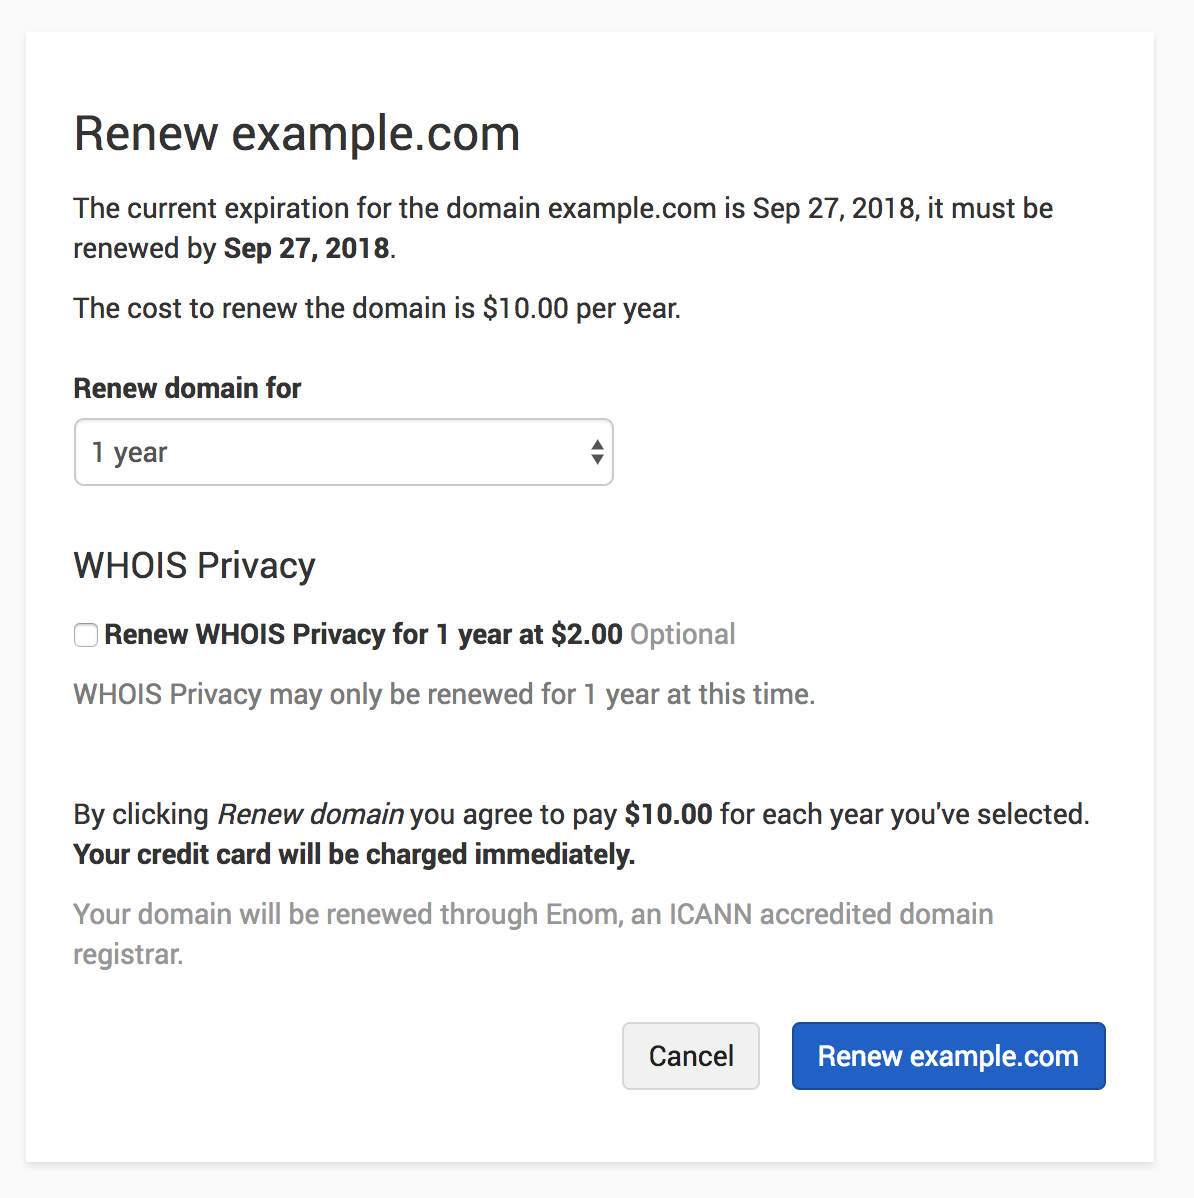 Renew example.com
The current expiration for the domain example.com is Sep 27, 2018, it must be
renewed by Sep 27, 2018.
The cost to renew the domain is $10.00 per year.
Renew domain for
1 year
WHOIS Privacy
Renew WHOIS Privacy for 1 year at $2.00 Optional
WHOIS Privacy may only be renewed for 1 year at this time.
By clicking Renew domain you agree to pay $10.00 for each year you've selected.
Your credit card will be charged immediately.
Your domain will be renewed through Enom, an ICANN accredited domain
registrar.
Cancel
Renew example.com